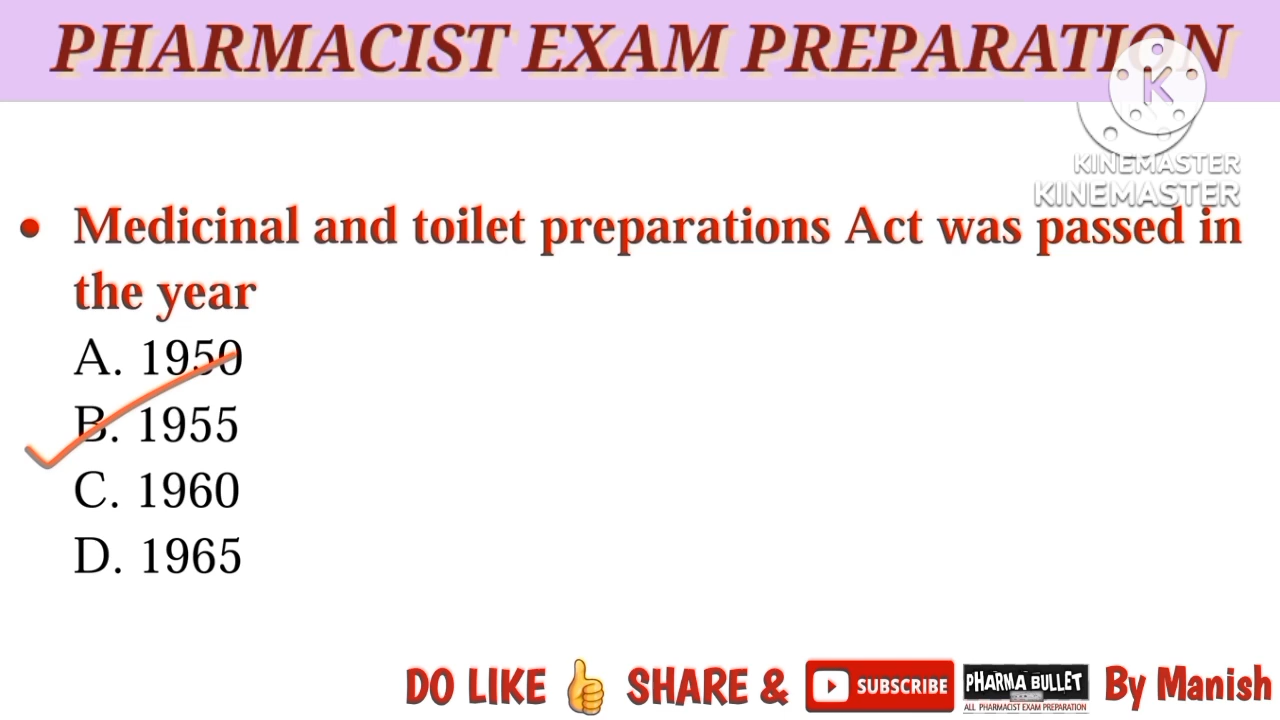 PHARMACIST EXAM PREPARATION
K
KINEMASTER
KINEMASTER
• Medicinal and toilet preparations Act was passed in
the year
A. 1950
B. 1955
C. 1960
D. 1965
DO LIKE 👍 SHARE & SUBSCRIBE PHARMA BULLET By Manish
ALL PHARMACIST EXAM PREPARATION